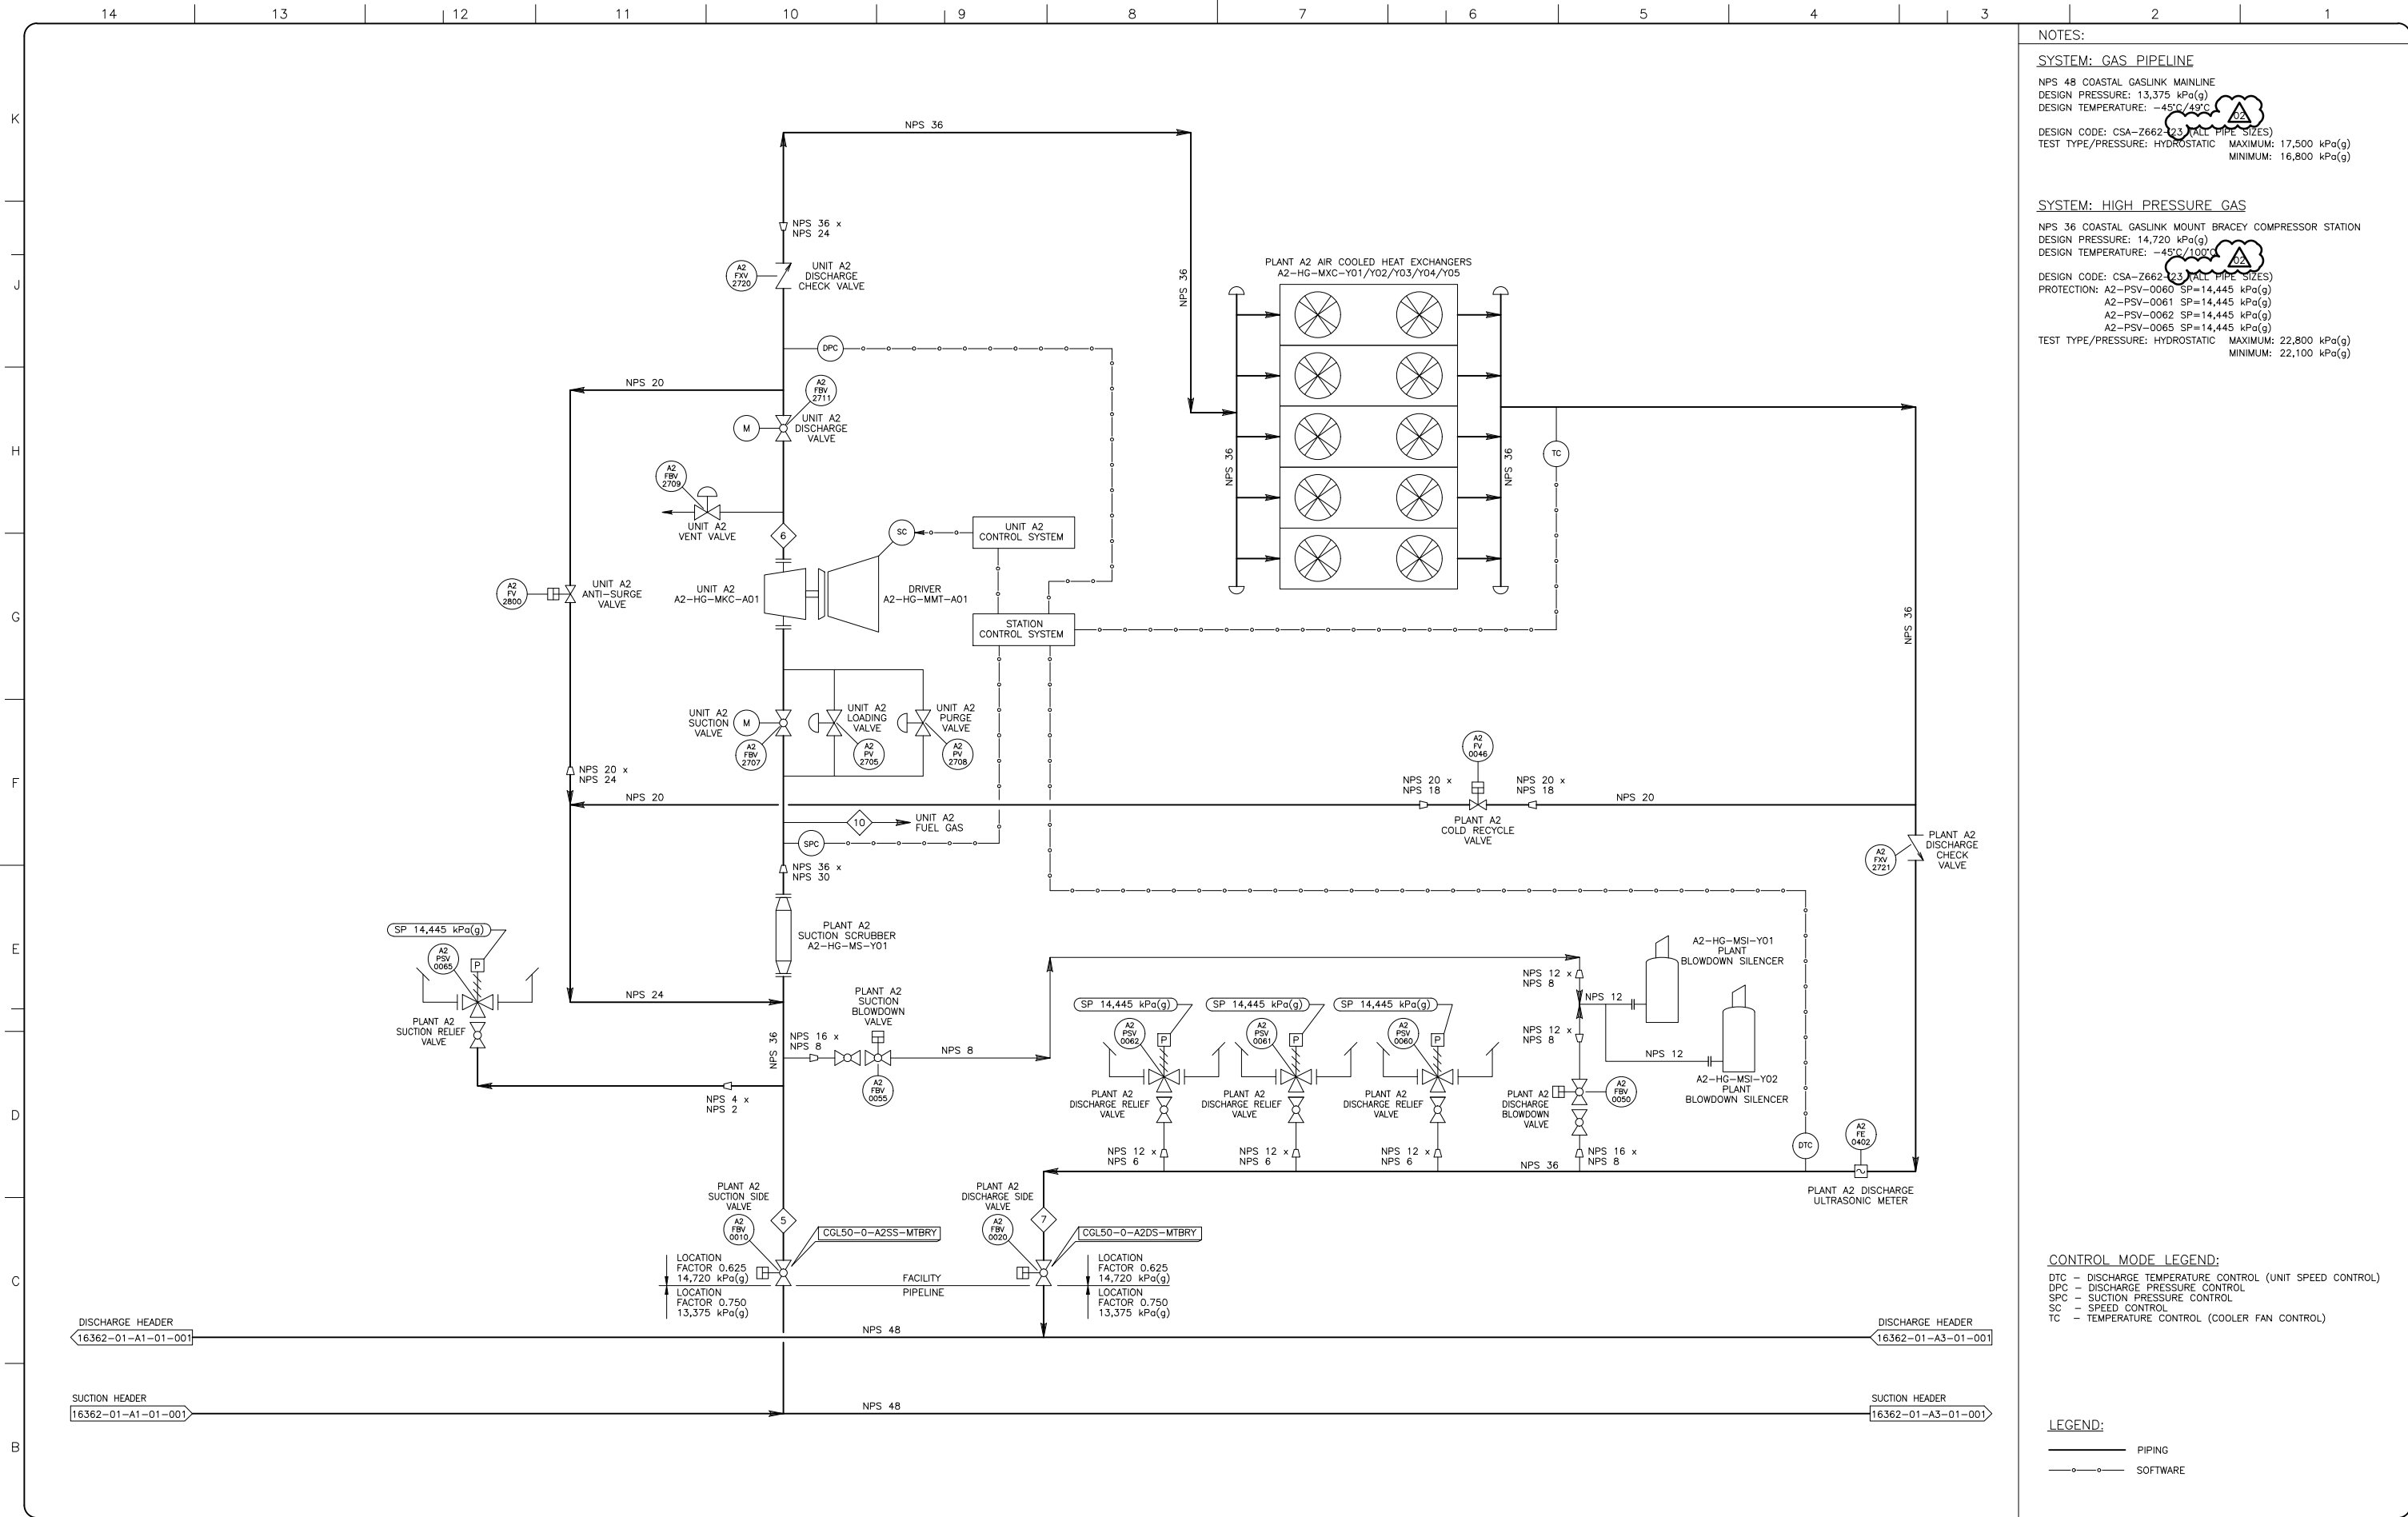 14 13 12 11 10 9 8 7 6 5 4 3 2 1
K
J
H
G
F
E
D
C
B
NPS 36
NPS 36 x
NPS 24
A2
FXV
2720
UNIT A2
DISCHARGE
CHECK VALVE
NPS 36
PLANT A2 AIR COOLED HEAT EXCHANGERS
A2-HG-MXC-Y01/Y02/Y03/Y04/Y05
DPC
NPS 20
A2
FBV
2711
M
UNIT A2
DISCHARGE
VALVE
NPS 36
NPS 36
TC
A2
FBV
2709
UNIT A2
VENT VALVE
6
SC
UNIT A2
CONTROL SYSTEM
A2
FV
2800
UNIT A2
ANTI-SURGE
VALVE
UNIT A2
A2-HG-MKC-A01
DRIVER
A2-HG-MMT-A01
STATION
CONTROL SYSTEM
NPS 36
UNIT A2
SUCTION
VALVE
M
A2
FBV
2707
UNIT A2
LOADING
VALVE
A2
PV
2705
UNIT A2
PURGE
VALVE
A2
PV
2708
NPS 20 x
NPS 24
NPS 20
A2
FV
0046
NPS 20 x
NPS 18
NPS 20 x
NPS 18
NPS 20
PLANT A2
COLD RECYCLE
VALVE
10
UNIT A2
FUEL GAS
SPC
NPS 36 x
NPS 30
A2
FXV
2721
PLANT A2
DISCHARGE
CHECK
VALVE
SP 14,445 kPa(g)
A2
PSV
0065
P
PLANT A2
SUCTION RELIEF
VALVE
PLANT A2
SUCTION SCRUBBER
A2-HG-MS-Y01
NPS 24
NPS 36
PLANT A2
SUCTION
BLOWDOWN
VALVE
NPS 16 x
NPS 8
A2
FBV
0055
NPS 8
NPS 4 x
NPS 2
SP 14,445 kPa(g)
A2
PSV
0062
P
PLANT A2
DISCHARGE RELIEF
VALVE
NPS 12 x
NPS 6
SP 14,445 kPa(g)
A2
PSV
0061
P
PLANT A2
DISCHARGE RELIEF
VALVE
NPS 12 x
NPS 6
SP 14,445 kPa(g)
A2
PSV
0060
P
PLANT A2
DISCHARGE RELIEF
VALVE
NPS 12 x
NPS 6
NPS 12 x
NPS 8
NPS 12
A2-HG-MSI-Y01
PLANT
BLOWDOWN SILENCER
NPS 12 x
NPS 8
NPS 12
A2-HG-MSI-Y02
PLANT
BLOWDOWN SILENCER
PLANT A2
DISCHARGE
BLOWDOWN
VALVE
A2
FBV
0050
NPS 16 x
NPS 8
NPS 36
DTC
A2
FE
0402
PLANT A2 DISCHARGE
ULTRASONIC METER
PLANT A2
SUCTION SIDE
VALVE
A2
FBV
0010
5
CGL50-0-A2SS-MTBRY
PLANT A2
DISCHARGE SIDE
VALVE
A2
FBV
0020
7
CGL50-0-A2DS-MTBRY
LOCATION
FACTOR 0.625
14,720 kPa(g)
LOCATION
FACTOR 0.750
13,375 kPa(g)
FACILITY
PIPELINE
LOCATION
FACTOR 0.625
14,720 kPa(g)
LOCATION
FACTOR 0.750
13,375 kPa(g)
DISCHARGE HEADER
16362-01-A1-01-001
NPS 48
DISCHARGE HEADER
16362-01-A3-01-001
SUCTION HEADER
16362-01-A1-01-001
NPS 48
SUCTION HEADER
16362-01-A3-01-001
NOTES:
SYSTEM: GAS PIPELINE
NPS 48 COASTAL GASLINK MAINLINE
DESIGN PRESSURE: 13,375 kPa(g)
DESIGN TEMPERATURE: -45°C/49°C
02
DESIGN CODE: CSA-Z662-23 (ALL PIPE SIZES)
TEST TYPE/PRESSURE: HYDROSTATIC MAXIMUM: 17,500 kPa(g)
MINIMUM: 16,800 kPa(g)
SYSTEM: HIGH PRESSURE GAS
NPS 36 COASTAL GASLINK MOUNT BRACEY COMPRESSOR STATION
DESIGN PRESSURE: 14,720 kPa(g)
DESIGN TEMPERATURE: -45°C/100°C
02
DESIGN CODE: CSA-Z662-23 (ALL PIPE SIZES)
PROTECTION: A2-PSV-0060 SP=14,445 kPa(g)
A2-PSV-0061 SP=14,445 kPa(g)
A2-PSV-0062 SP=14,445 kPa(g)
A2-PSV-0065 SP=14,445 kPa(g)
TEST TYPE/PRESSURE: HYDROSTATIC MAXIMUM: 22,800 kPa(g)
MINIMUM: 22,100 kPa(g)
CONTROL MODE LEGEND:
DTC - DISCHARGE TEMPERATURE CONTROL (UNIT SPEED CONTROL)
DPC - DISCHARGE PRESSURE CONTROL
SPC - SUCTION PRESSURE CONTROL
SC - SPEED CONTROL
TC - TEMPERATURE CONTROL (COOLER FAN CONTROL)
LEGEND:
PIPING
SOFTWARE